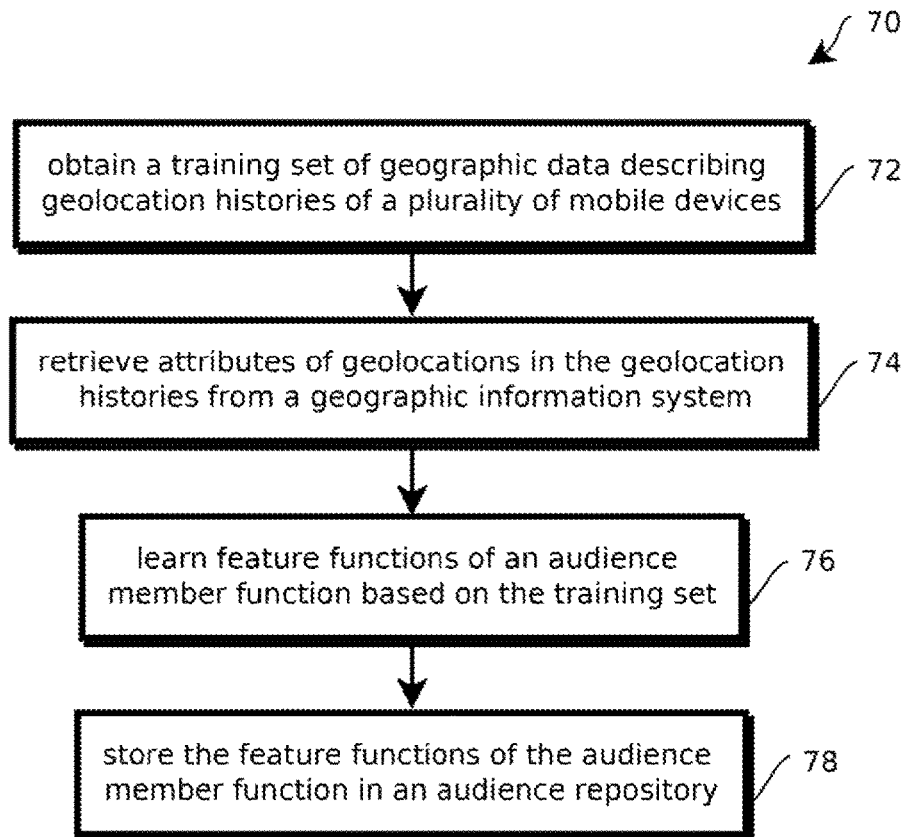 70
obtain a training set of geographic data describing
geolocation histories of a plurality of mobile devices
72
retrieve attributes of geolocations in the geolocation
histories from a geographic information system
74
learn feature functions of an audience
member function based on the training set
76
store the feature functions of the audience
member function in an audience repository
78